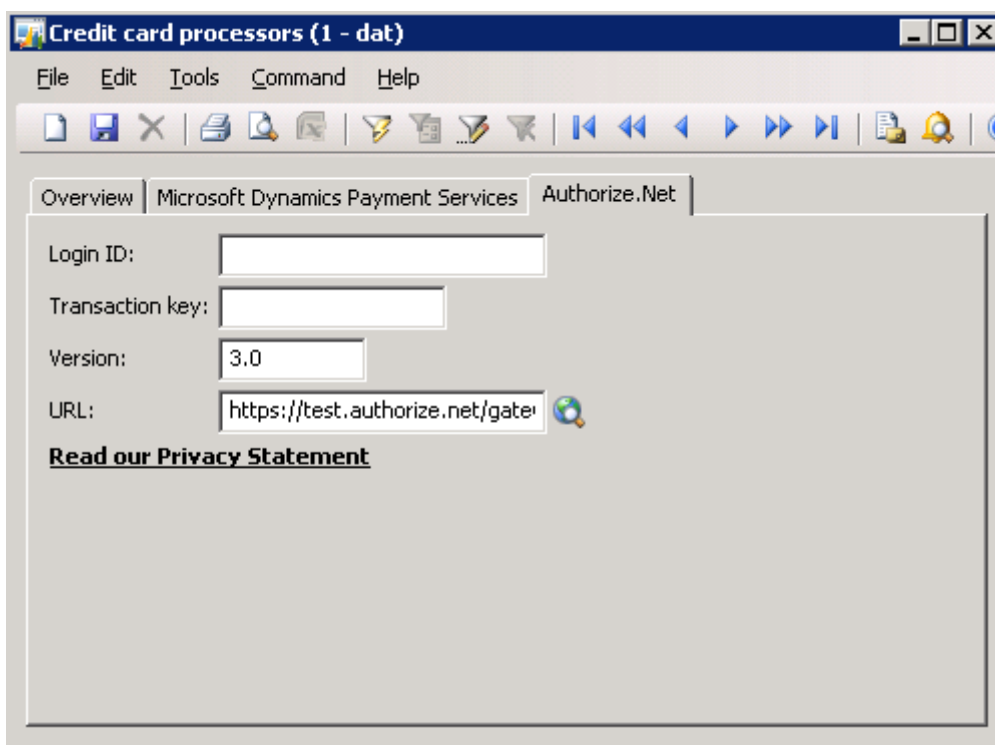 Credit card processors (1 - dat)
File Edit Tools Command Help
Overview Microsoft Dynamics Payment Services Authorize.Net
Login ID:
Transaction key:
Version: 3.0
URL: https://test.authorize.net/gate
Read our Privacy Statement